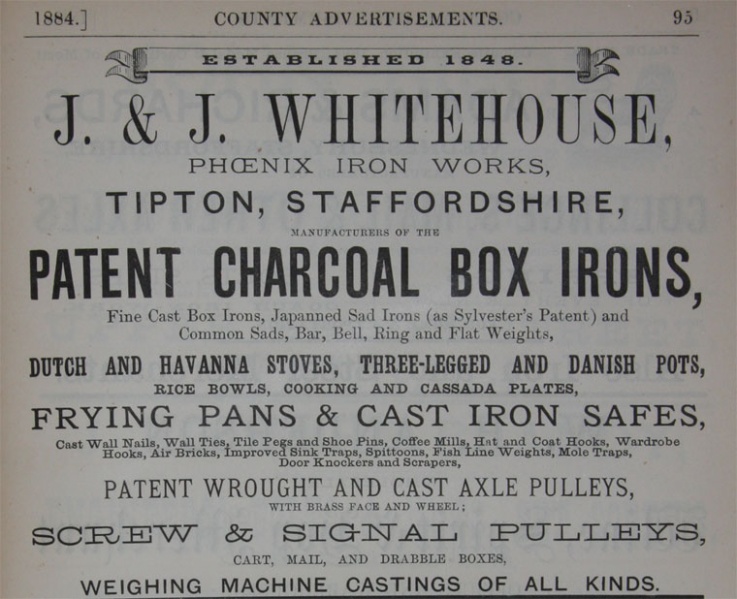 1884.] COUNTY ADVERTISEMENTS. 95
ESTABLISHED 1848.
J. & J. WHITEHOUSE,
PHŒNIX IRON WORKS,
TIPTON, STAFFORDSHIRE,
MANUFACTURERS OF THE
PATENT CHARCOAL BOX IRONS,
Fine Cast Box Irons, Japanned Sad Irons (as Sylvester's Patent) and
Common Sads, Bar, Bell, Ring and Flat Weights,
DUTCH AND HAVANNA STOVES, THREE-LEGGED AND DANISH POTS,
RICE BOWLS, COOKING AND CASSADA PLATES,
FRYING PANS & CAST IRON SAFES,
Cast Wall Nails, Wall Ties, Tile Pegs and Shoe Pins, Coffee Mills, Hat and Coat Hooks, Wardrobe
Hooks, Air Bricks, Improved Sink Traps, Spittoons, Fish Line Weights, Mole Traps,
Door Knockers and Scrapers,
PATENT WROUGHT AND CAST AXLE PULLEYS,
WITH BRASS FACE AND WHEEL;
SCREW & SIGNAL PULLEYS,
CART, MAIL, AND DRABBLE BOXES,
WEIGHING MACHINE CASTINGS OF ALL KINDS.